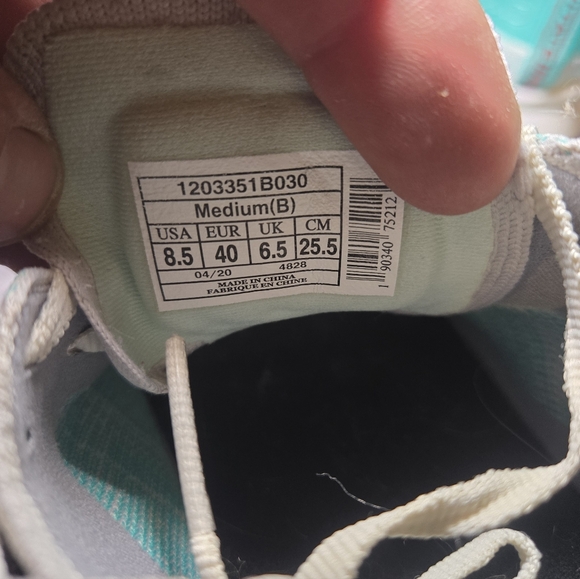 1203351B030
Medium(B)
USA EUR UK CM
8.5 40 6.5 25.5
04/20 4828
MADE IN CHINA
FABRIQUE EN CHINE
1 90340 75212